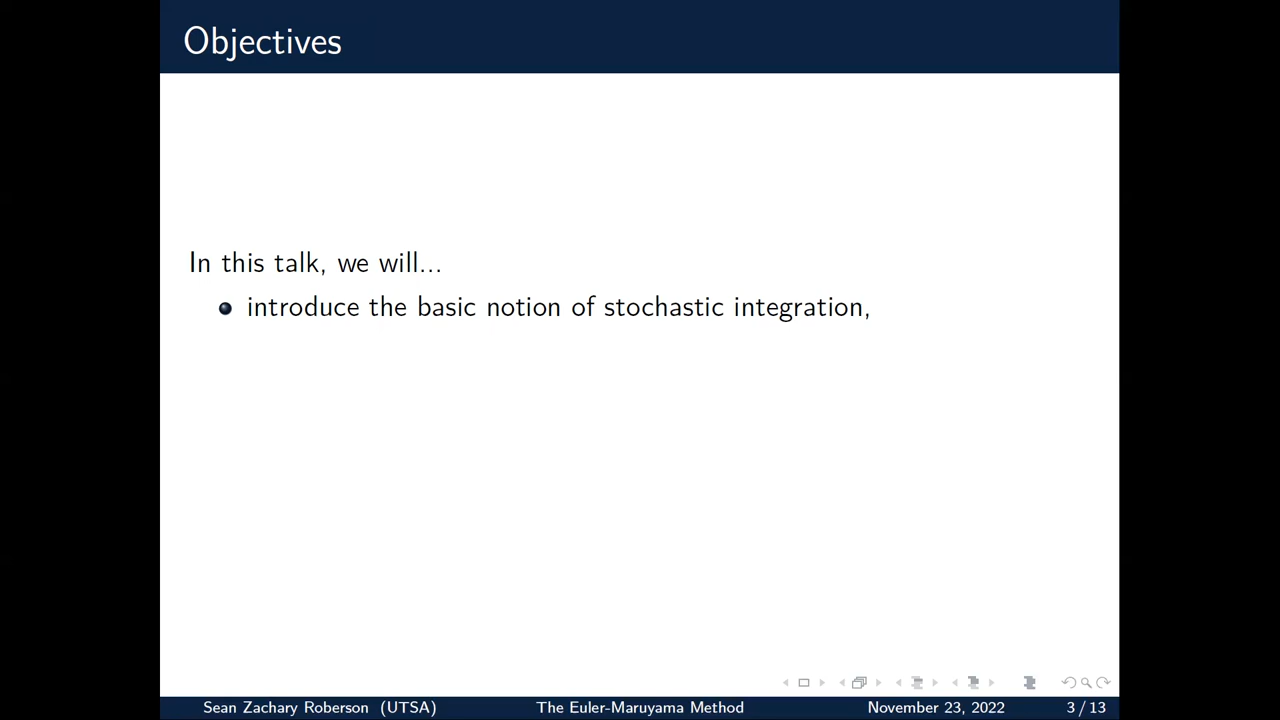 Objectives
In this talk, we will...
introduce the basic notion of stochastic integration,
Sean Zachary Roberson (UTSA) The Euler-Maruyama Method November 23, 2022 3 / 13